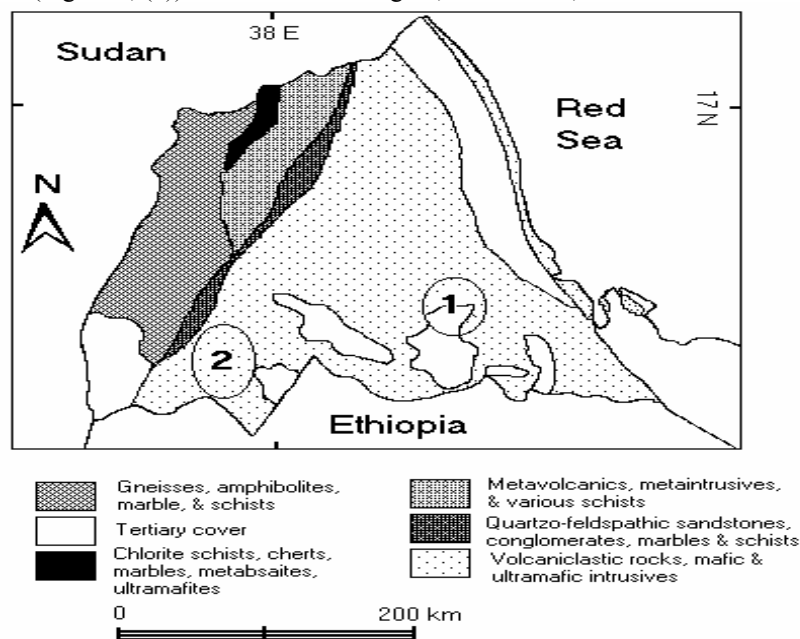 38 E
Sudan
Red
Sea
17N
N
1
2
Ethiopia
Gneisses, amphibolites,
marble, & schists
Tertiary cover
Chlorite schists, cherts,
marbles, metabsaites,
ultramafites
Metavolcanics, metaintrusives,
& various schists
Quartzo-feldspathic sandstones,
conglomerates, marbles & schists
Volcaniclastic rocks, mafic &
ultramafic intrusives
0
200 km